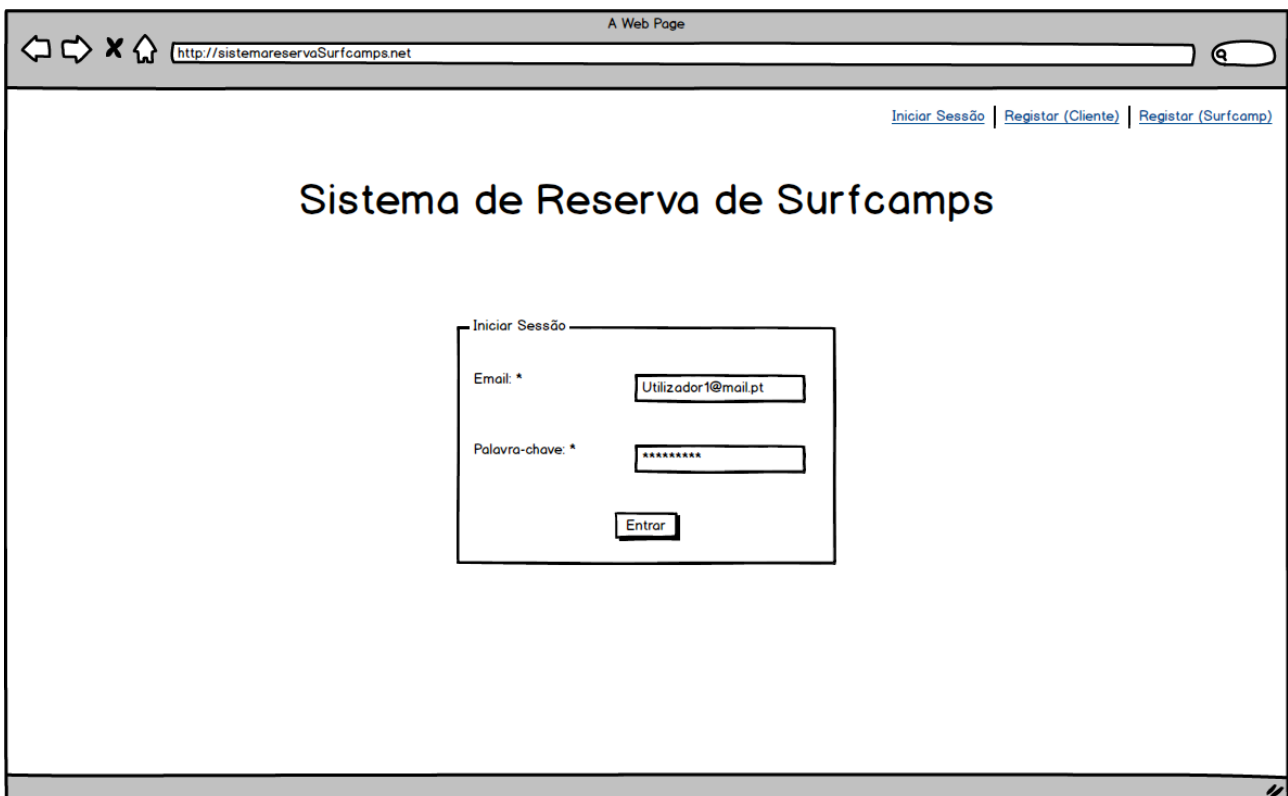 A Web Page
http://sistemareservaSurfcamps.net
Iniciar Sessão | Registar (Cliente) | Registar (Surfcamp)
Sistema de Reserva de Surfcamps
Iniciar Sessão
Email: * Utilizador1@mail.pt
Palavra-chave: * *********
Entrar